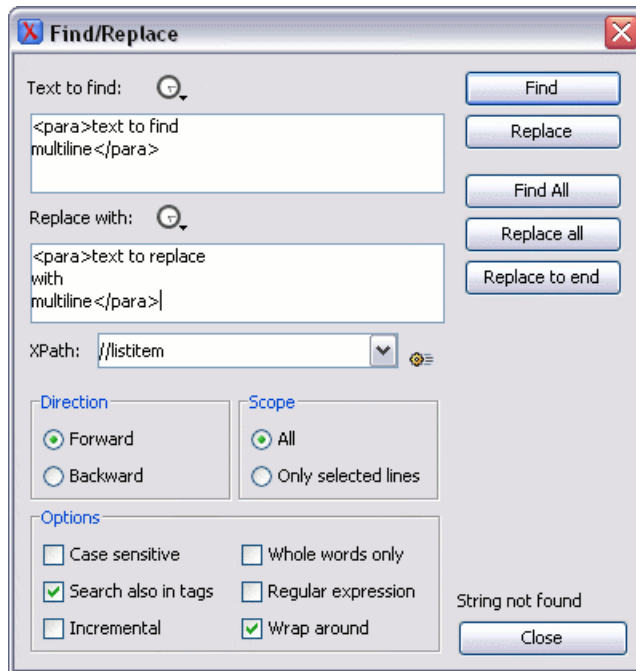 Find/Replace
Text to find:
<para>text to find
multiline</para>
Replace with:
<para>text to replace
with
multiline</para>
XPath: //listitem
Direction
Forward
Backward
Scope
All
Only selected lines
Options
Case sensitive
Whole words only
Search also in tags
Regular expression
Incremental
Wrap around
Find
Replace
Find All
Replace all
Replace to end
String not found
Close